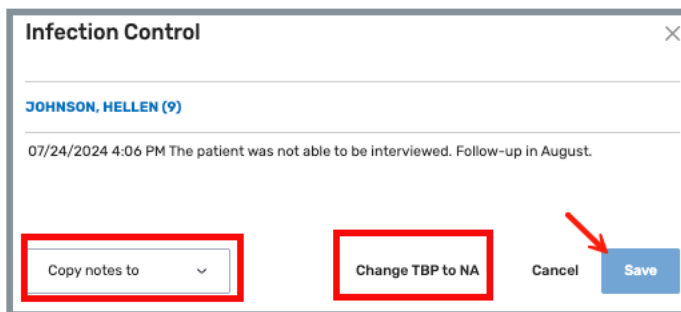 Infection Control
JOHNSON, HELLEN (9)
07/24/2024 4:06 PM The patient was not able to be interviewed. Follow-up in August.
Copy notes to
Change TBP to NA
Cancel
Save